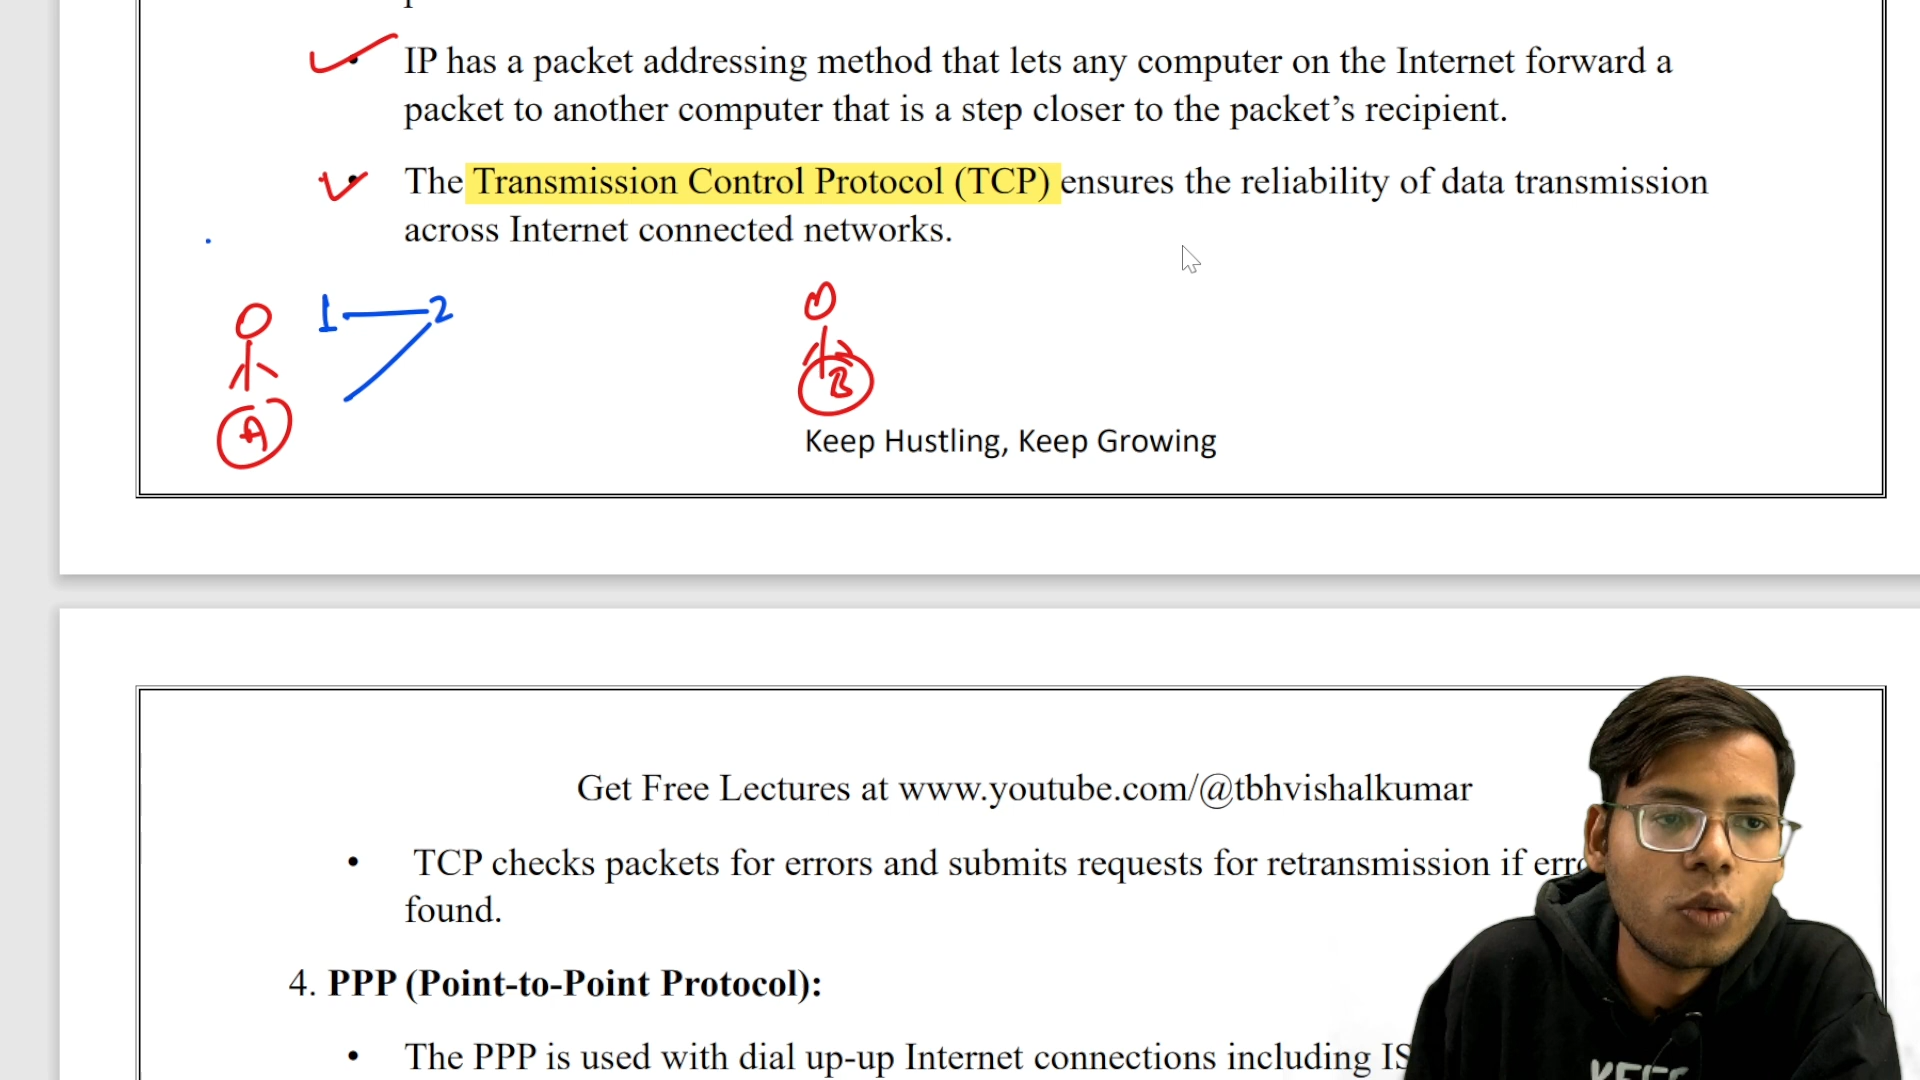 IP has a packet addressing method that lets any computer on the Internet forward a
packet to another computer that is a step closer to the packet’s recipient.
The Transmission Control Protocol (TCP) ensures the reliability of data transmission
across Internet connected networks.
1 2
A
B
Keep Hustling, Keep Growing
Get Free Lectures at www.youtube.com/@tbhvishalkumar
• TCP checks packets for errors and submits requests for retransmission if
found.
4. PPP (Point-to-Point Protocol):
• The PPP is used with dial up-up Internet connections including